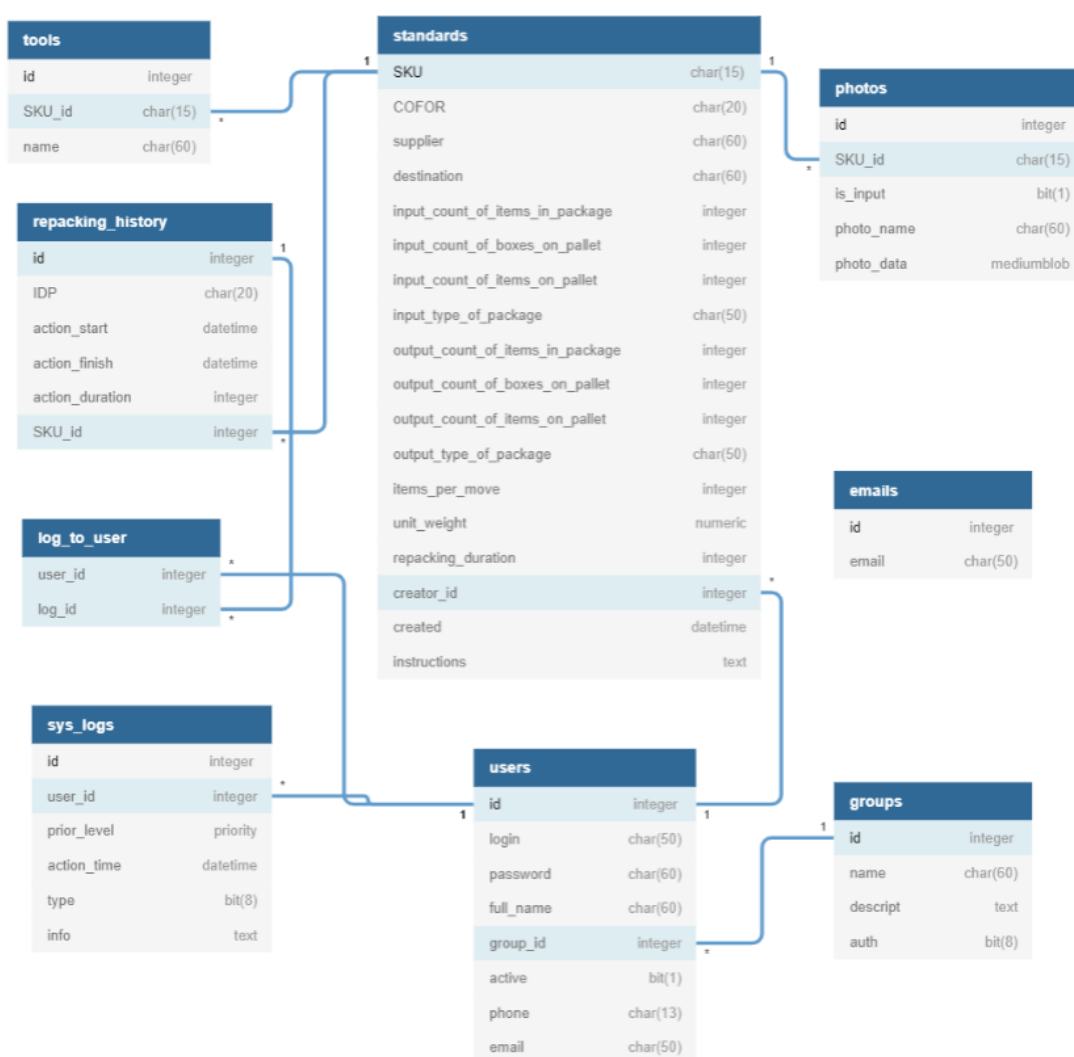 tools
id integer
SKU_id char(15)
name char(60)
repacking_history
id integer
IDP char(20)
action_start datetime
action_finish datetime
action_duration integer
SKU_id integer
log_to_user
user_id integer
log_id integer
sys_logs
id integer
user_id integer
prior_level priority
action_time datetime
type bit(8)
info text
standards
SKU char(15)
COFOR char(20)
supplier char(60)
destination char(60)
input_count_of_items_in_package integer
input_count_of_boxes_on_pallet integer
input_count_of_items_on_pallet integer
input_type_of_package char(50)
output_count_of_items_in_package integer
output_count_of_boxes_on_pallet integer
output_count_of_items_on_pallet integer
output_type_of_package char(50)
items_per_move integer
unit_weight numeric
repacking_duration integer
creator_id integer
created datetime
instructions text
users
id integer
login char(50)
password char(60)
full_name char(60)
group_id integer
active bit(1)
phone char(13)
email char(50)
photos
id integer
SKU_id char(15)
is_input bit(1)
photo_name char(60)
photo_data mediumblob
emails
id integer
email char(50)
groups
id integer
name char(60)
descript text
auth bit(8)
1
*
1
*
1
*
*
*
*
1
*
1
1
*